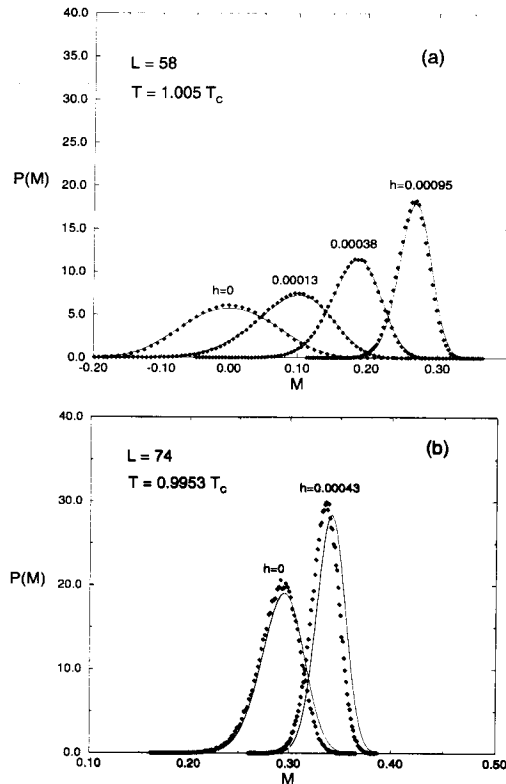 40.0
(a)
L = 58
35.0
T = 1.005 T_c
30.0
25.0
P(M)
20.0
h=0.00095
15.0
0.00038
10.0
0.00013
h=0
5.0
0.0
-0.20 -0.10 0.00 0.10 0.20 0.30
M
40.0
L = 74
(b)
T = 0.9953 T_c
h=0.00043
30.0
P(M)
20.0
h=0
10.0
0.0
0.10 0.20 0.30 0.40 0.50
M